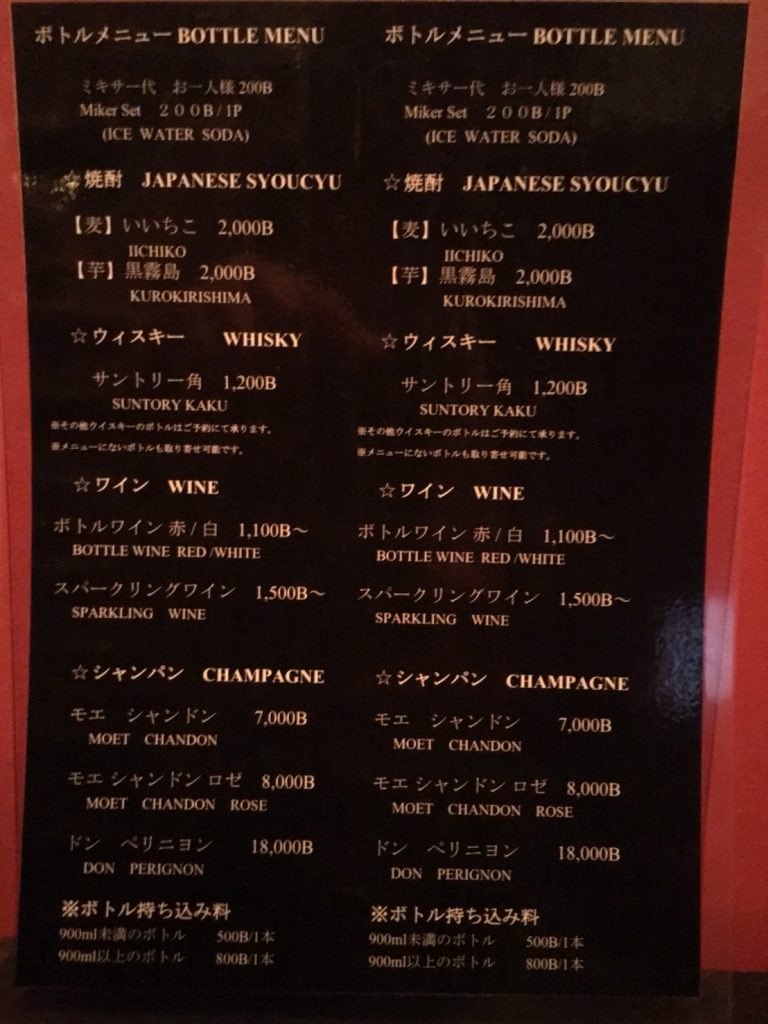 ボトルメニュー BOTTLE MENU
ミキサー代 お一人様 200B
Miker Set 200B/1P
(ICE WATER SODA)
☆焼酎 JAPANESE SYOUCYU
【麦】いいちこ 2,000B
IICHIKO
【芋】黒霧島 2,000B
KUROKIRISHIMA
☆ウィスキー WHISKY
サントリー角 1,200B
SUNTORY KAKU
※その他ウイスキーのボトルはご予約にて承ります。
※メニューにないボトルも取り寄せ可能です。
☆ワイン WINE
ボトルワイン 赤 / 白 1,100B～
BOTTLE WINE RED /WHITE
スパークリングワイン 1,500B～
SPARKLING WINE
☆シャンパン CHAMPAGNE
モエ シャンドン 7,000B
MOET CHANDON
モエ シャンドン ロゼ 8,000B
MOET CHANDON ROSE
ドン ペリニヨン 18,000B
DON PERIGNON
※ボトル持ち込み料
900ml未満のボトル 500B/1本
900ml以上のボトル 800B/1本
ボトルメニュー BOTTLE MENU
ミキサー代 お一人様 200B
Miker Set 200B/1P
(ICE WATER SODA)
☆焼酎 JAPANESE SYOUCYU
【麦】いいちこ 2,000B
IICHIKO
【芋】黒霧島 2,000B
KUROKIRISHIMA
☆ウィスキー WHISKY
サントリー角 1,200B
SUNTORY KAKU
※その他ウイスキーのボトルはご予約にて承ります。
※メニューにないボトルも取り寄せ可能です。
☆ワイン WINE
ボトルワイン 赤 / 白 1,100B～
BOTTLE WINE RED /WHITE
スパークリングワイン 1,500B～
SPARKLING WINE
☆シャンパン CHAMPAGNE
モエ シャンドン 7,000B
MOET CHANDON
モエ シャンドン ロゼ 8,000B
MOET CHANDON ROSE
ドン ペリニヨン 18,000B
DON PERIGNON
※ボトル持ち込み料
900ml未満のボトル 500B/1本
900ml以上のボトル 800B/1本